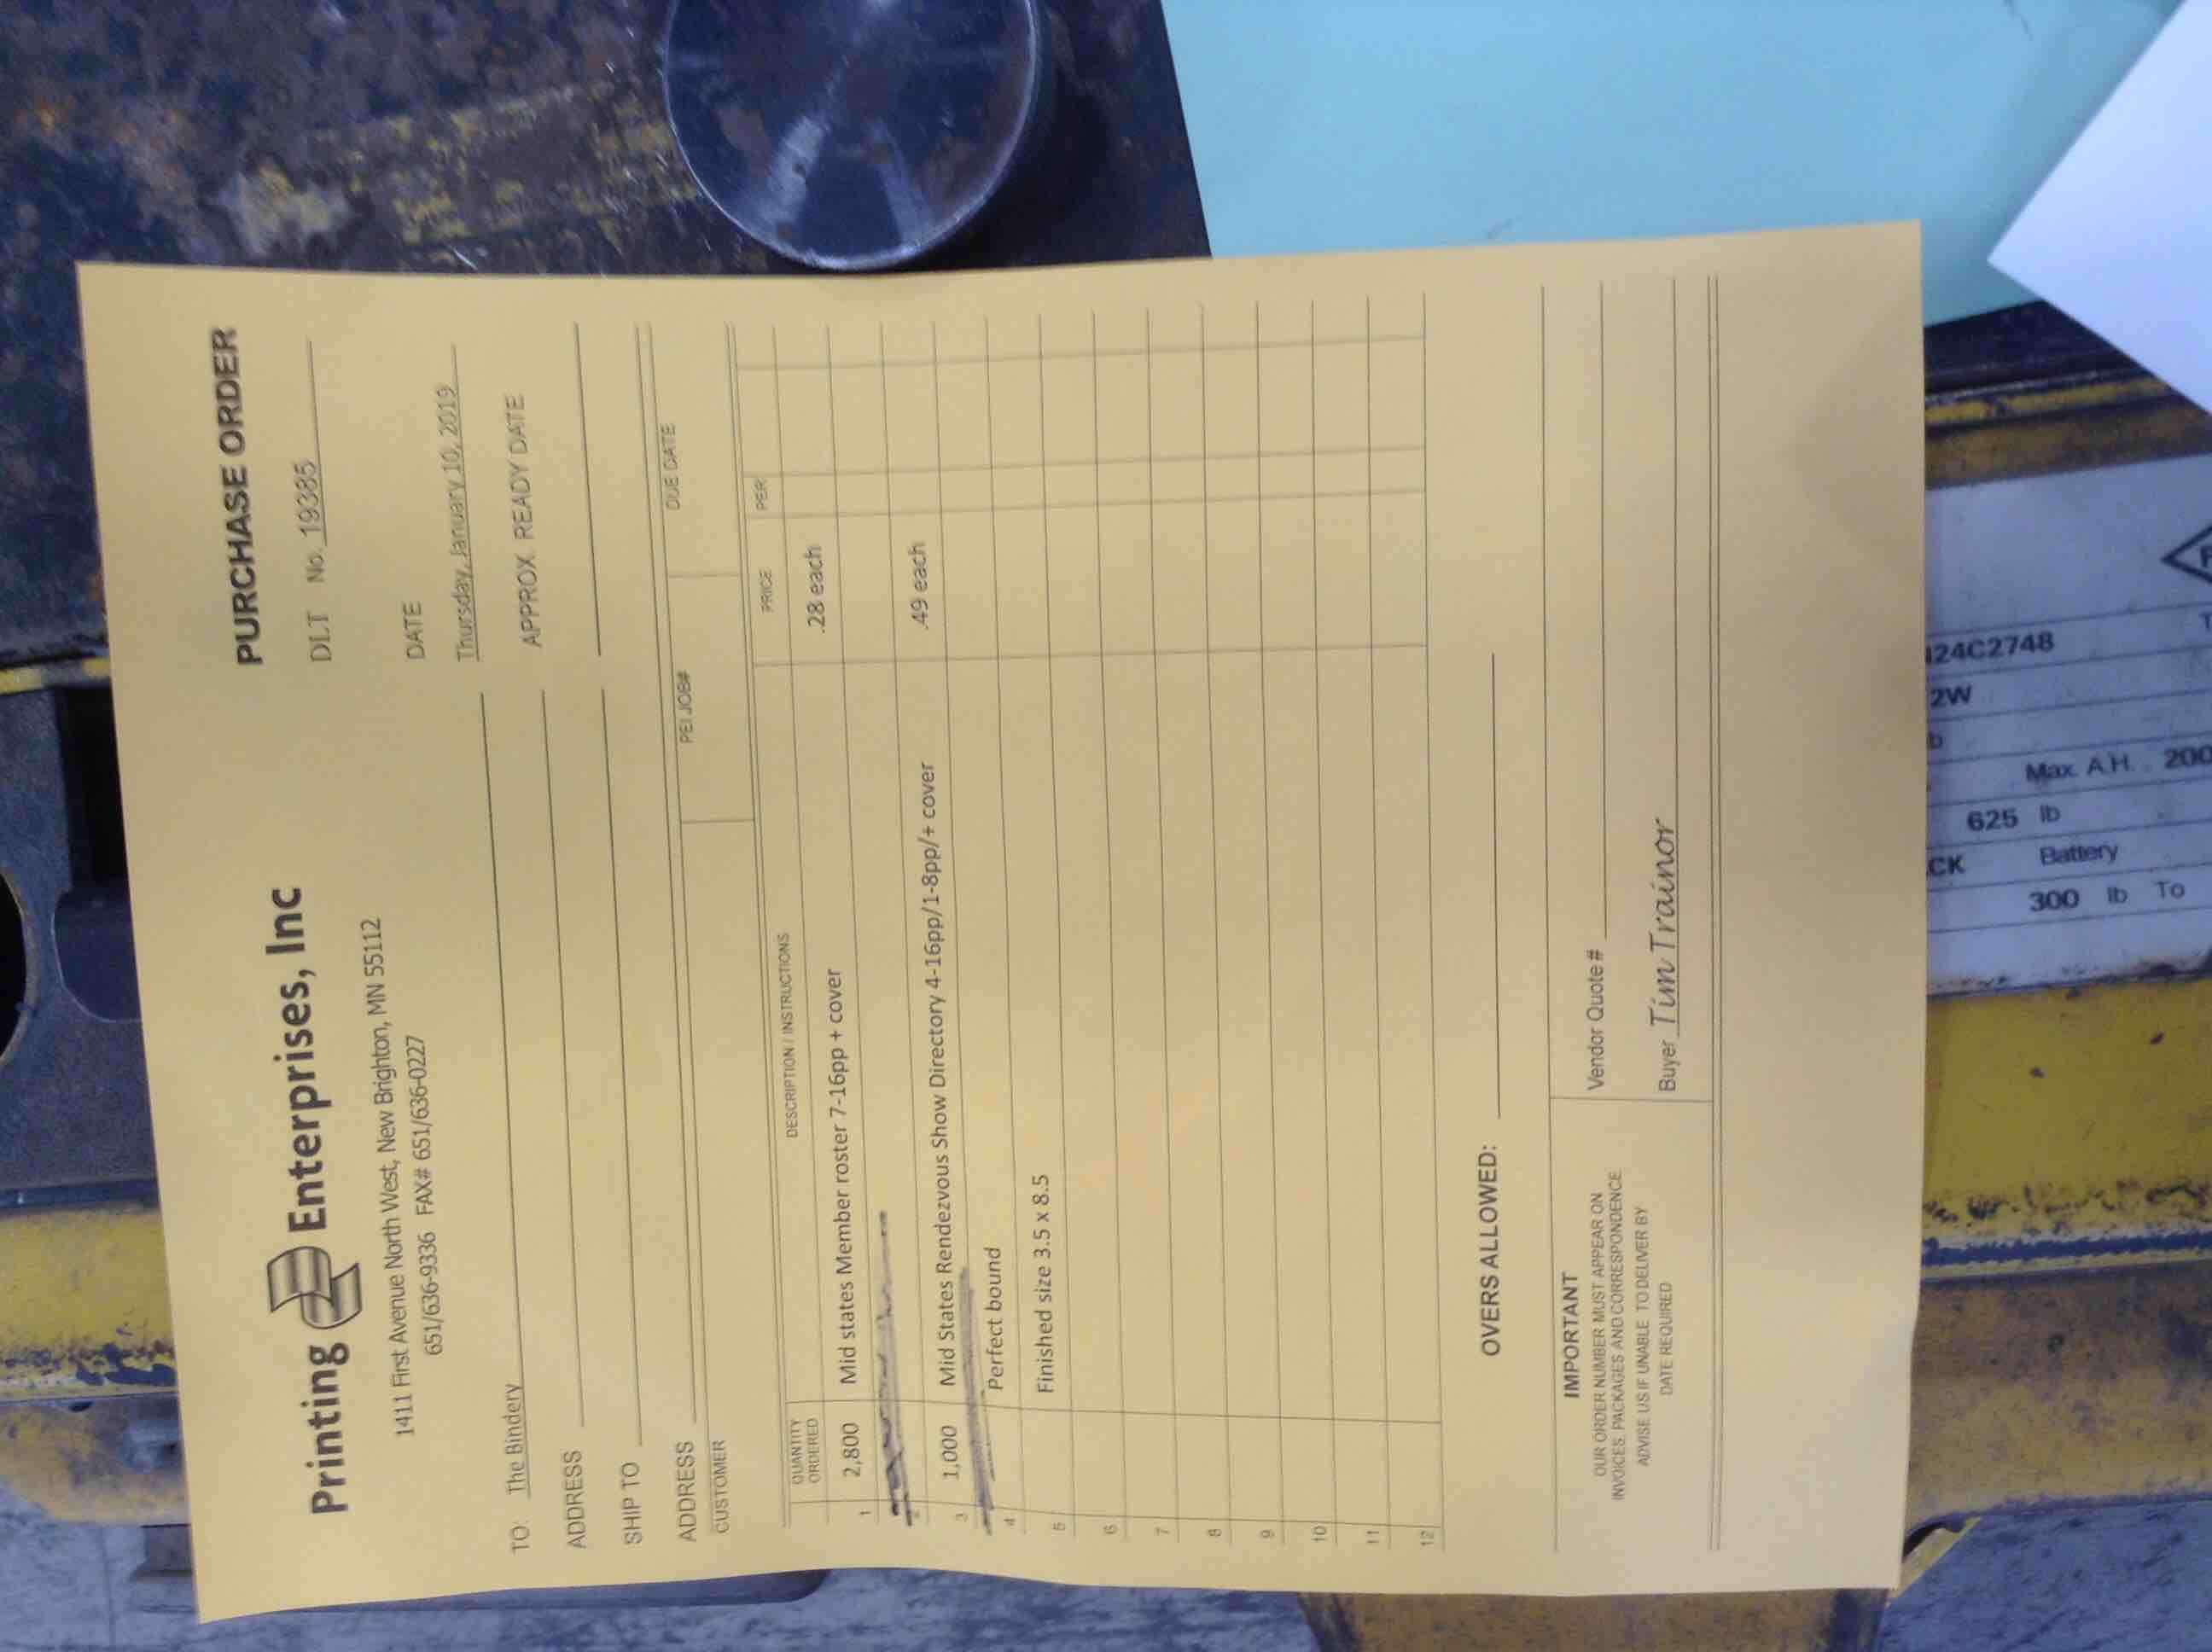 Printing Enterprises, Inc
PURCHASE ORDER
1411 First Avenue North West, New Brighton, MN 55112
651/636-9336 FAX# 651/636-0227
DLT No. 19385
DATE
Thursday, January 10, 2019
APPROX. READY DATE
TO: The Bindery
ADDRESS
SHIP TO
ADDRESS
CUSTOMER
PEI JOB#
DUE DATE
QUANTITY ORDERED DESCRIPTION / INSTRUCTIONS PRICE PER
1 2,800 Mid states Member roster 7-16pp + cover .28 each
2
3 1,000 Mid States Rendezvous Show Directory 4-16pp/1-8pp/+ cover .49 each
4 Perfect bound
5 Finished size 3.5 x 8.5
6
7
8
9
10
11
12
OVERS ALLOWED:
IMPORTANT
OUR ORDER NUMBER MUST APPEAR ON
INVOICES, PACKAGES AND CORRESPONDENCE
ADVISE US IF UNABLE TO DELIVER BY
DATE REQUIRED
Vendor Quote #
Buyer Tim Trainor
24C2748
2W
b
Max. A.H. 200
625 lb
CK Battery
300 lb To